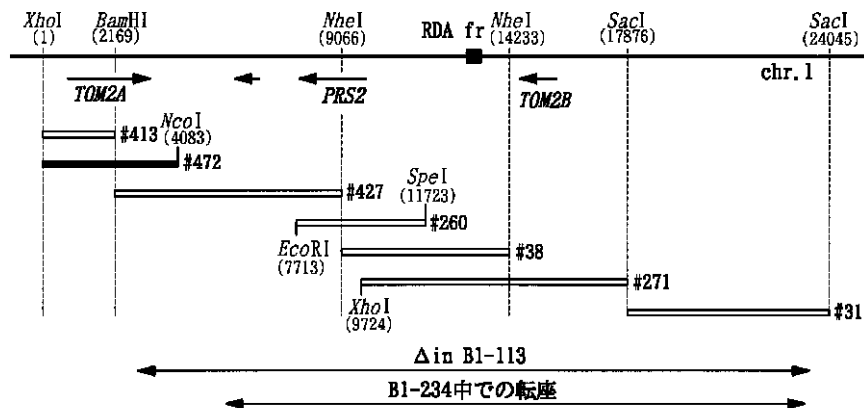 XhoI BamHI NheI RDA fr NheI SacI SacI
(1) (2169) (9066) (14233) (17876) (24045)
chr.1
TOM2A PRS2 TOM2B
NcoI
(4083)
#413
#472
SpeI
(11723)
#427
#260
EcoRI
(7713)
#38
#271
XhoI
(9724)
#31
Δin B1-113
B1-234中での転座